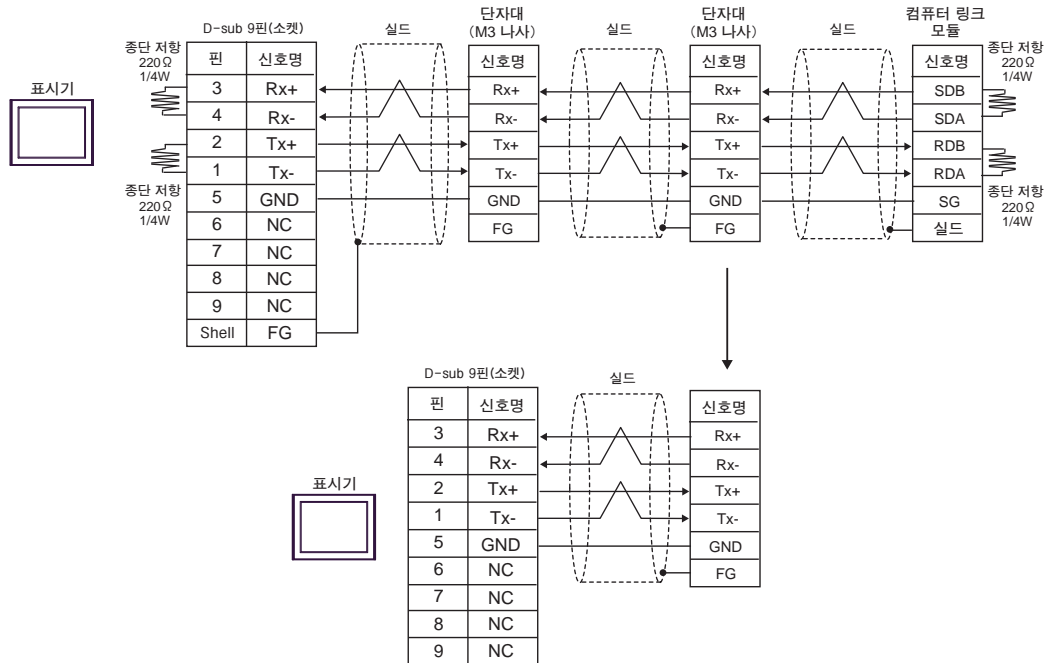 D-sub 9핀(소켓)
실드
단자대
(M3 나사)
실드
단자대
(M3 나사)
실드
컴퓨터 링크
모듈
표시기
종단 저항
220Ω
1/4W
종단 저항
220Ω
1/4W
핀 신호명
3 Rx+
4 Rx-
2 Tx+
1 Tx-
5 GND
6 NC
7 NC
8 NC
9 NC
Shell FG
신호명
Rx+
Rx-
Tx+
Tx-
GND
FG
신호명
Rx+
Rx-
Tx+
Tx-
GND
FG
신호명
SDB
SDA
RDB
RDA
SG
실드
종단 저항
220Ω
1/4W
종단 저항
220Ω
1/4W
D-sub 9핀(소켓)
실드
표시기
핀 신호명
3 Rx+
4 Rx-
2 Tx+
1 Tx-
5 GND
6 NC
7 NC
8 NC
9 NC
신호명
Rx+
Rx-
Tx+
Tx-
GND
FG